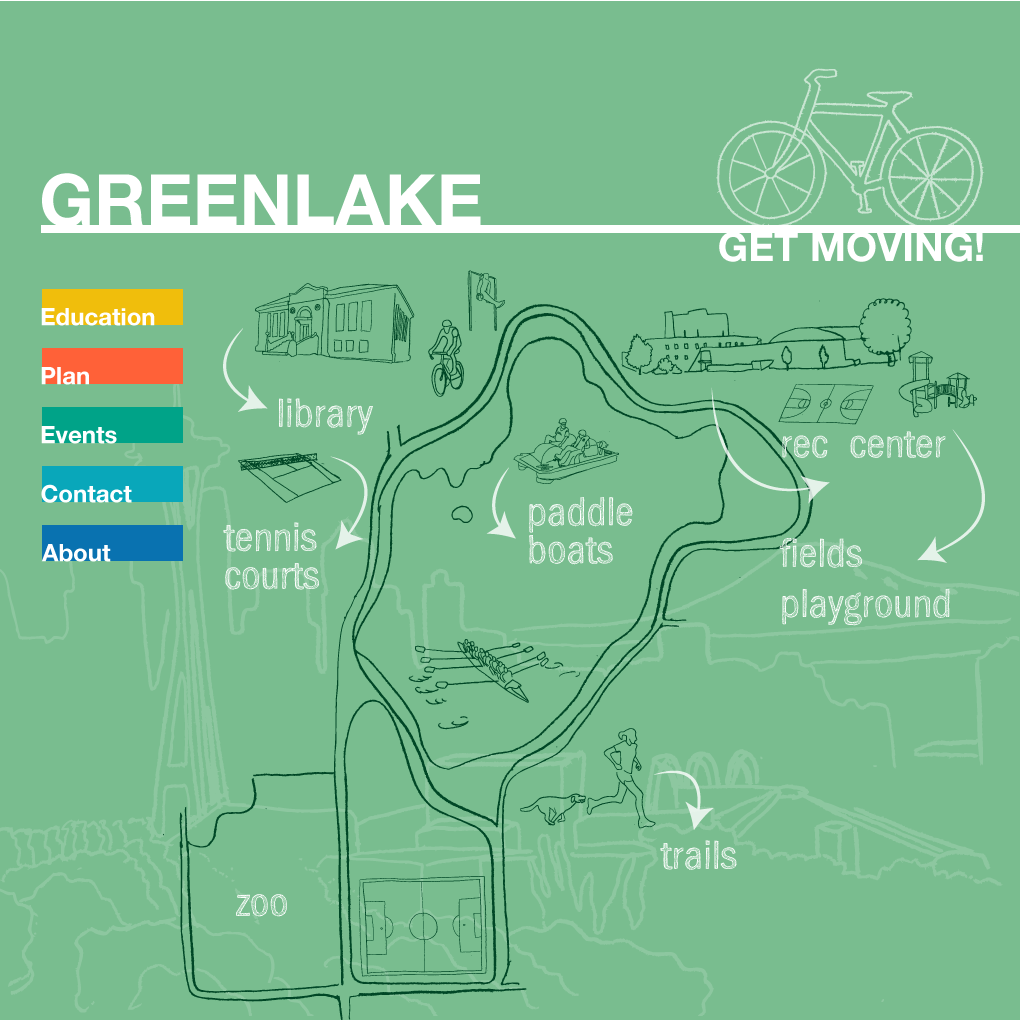 GREENLAKE
GET MOVING!
Education
Plan
Events
Contact
About
library
rec center
tennis
courts
paddle
boats
fields
playground
trails
zoo